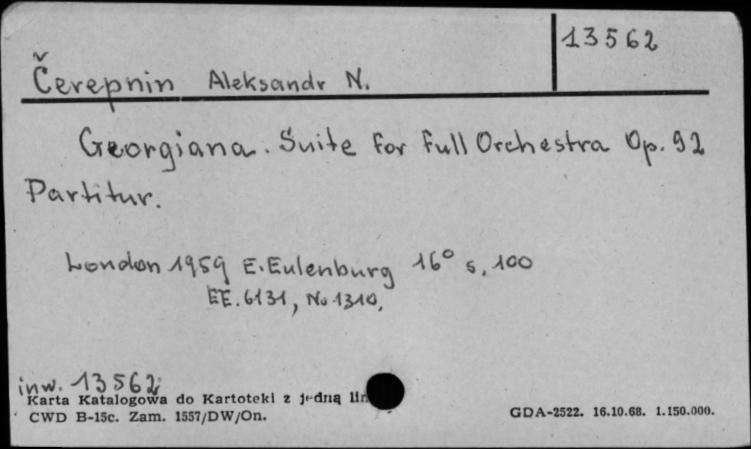 13562
Čerepnin Aleksandr N.
Georgiana. Suite for full Orchestra Op. 92
Partitur.
London 1959 E. Eulenburg 16° s. 100
EE. 6131, No 1310.
inw. 13562
Karta Katalogowa do Kartoteki z jedną lin
CWD B-15c. Zam. 1557/DW/On.
GDA-2522. 16.10.68. 1.150.000.